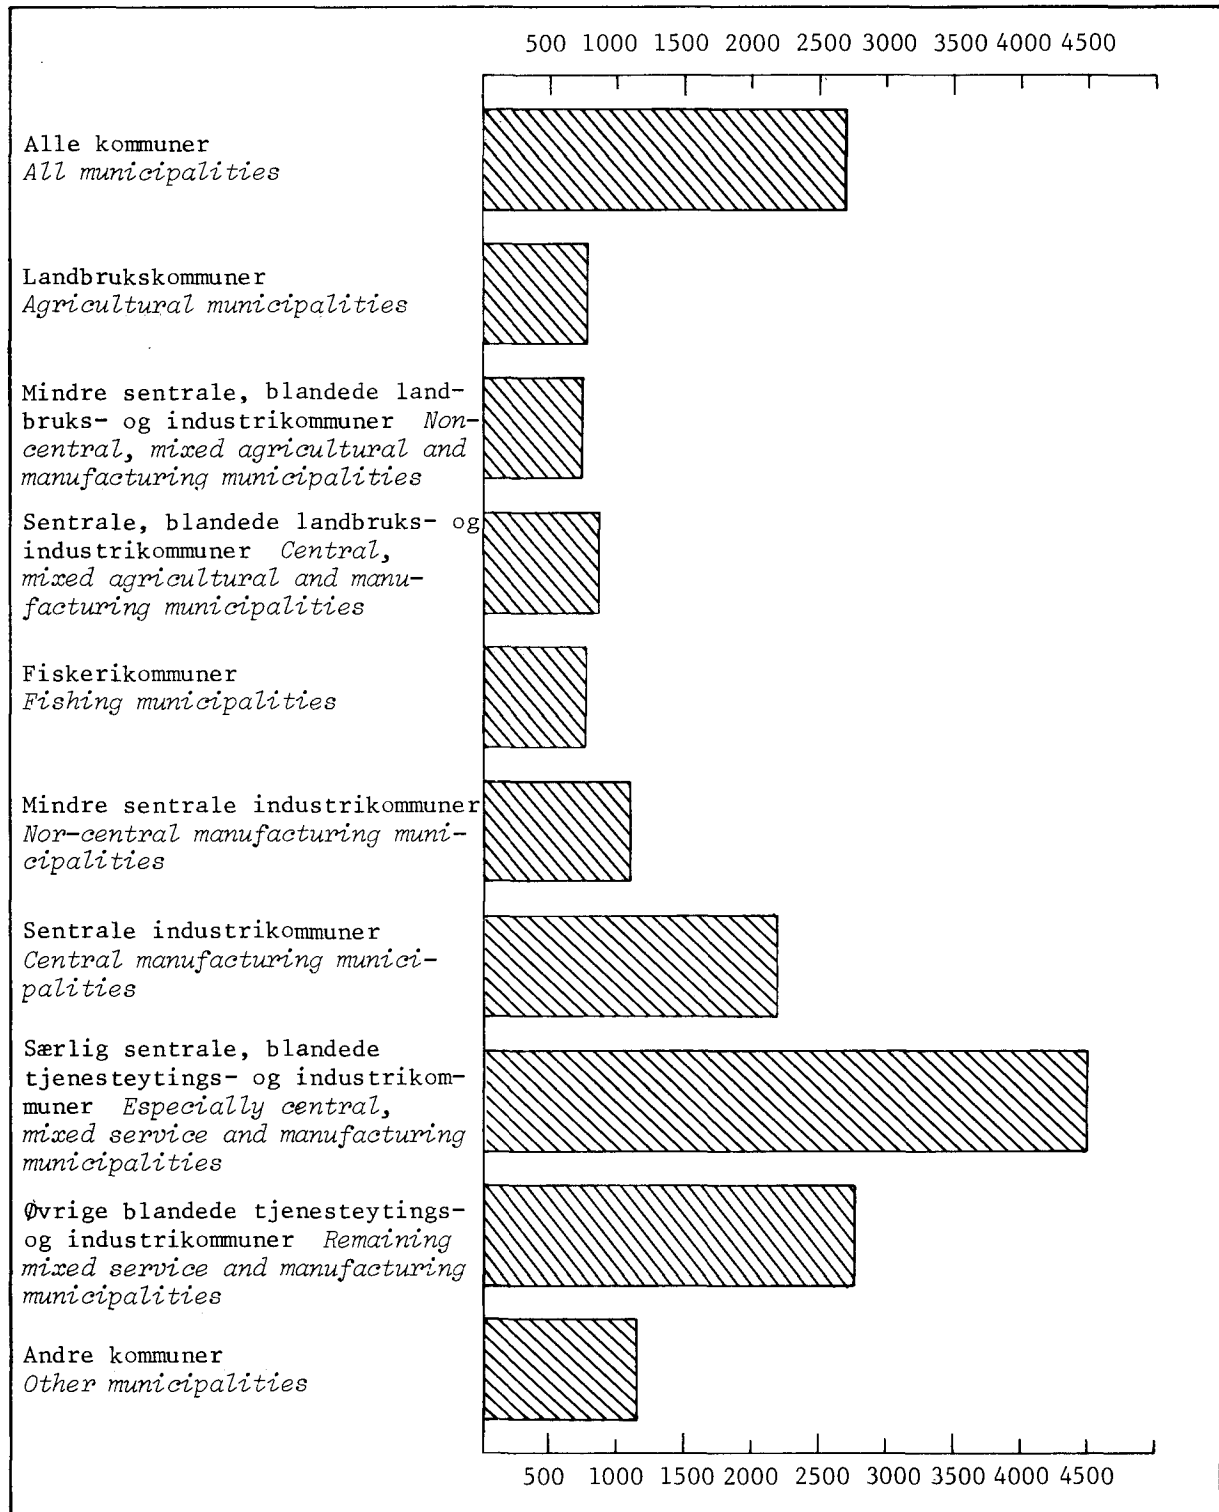 500 1000 1500 2000 2500 3000 3500 4000 4500
Alle kommuner
All municipalities
Landbrukskommuner
Agricultural municipalities
Mindre sentrale, blandede land-
bruks- og industrikommuner Non-
central, mixed agricultural and
manufacturing municipalities
Sentrale, blandede landbruks- og
industrikommuner Central,
mixed agricultural and manu-
facturing municipalities
Fiskerikommuner
Fishing municipalities
Mindre sentrale industrikommuner
Nor-central manufacturing muni-
cipalities
Sentrale industrikommuner
Central manufacturing munici-
palities
Særlig sentrale, blandede
tjenesteytings- og industrikom-
muner Especially central,
mixed service and manufacturing
municipalities
Øvrige blandede tjenesteytings-
og industrikommuner Remaining
mixed service and manufacturing
municipalities
Andre kommuner
Other municipalities
500 1000 1500 2000 2500 3000 3500 4000 4500